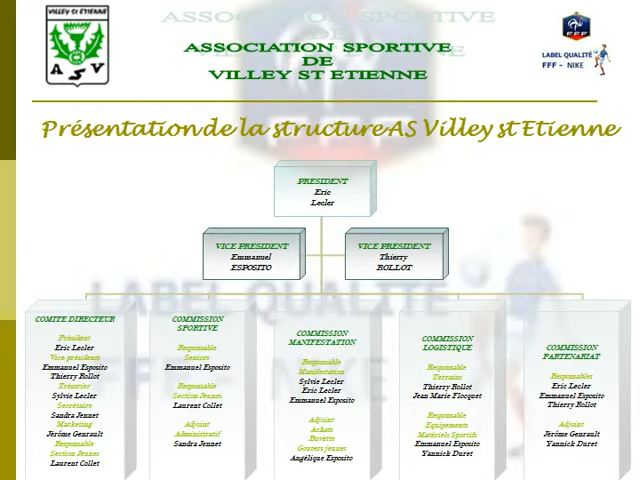 VILLEY St ETIENNE
A S V
ASSOCIATION SPORTIVE
DE
VILLEY ST ETIENNE
FFF
LABEL QUALITÉ
FFF - NIKE
Présentation de la structure AS Villey st Etienne
PRESIDENT
Eric
Lecler
VICE PRESIDENT
Emmanuel
ESPOSITO
VICE PRESIDENT
Thierry
ROLLOT
COMITE DIRECTEUR
Président
Eric Lecler
Vice-présidents
Emmanuel Esposito
Thierry Rollot
Trésorier
Sylvie Lecler
Secrétaire
Sandra Jennet
Marketing
Jérôme Genrault
Responsable
Section Jeunes
Laurent Collet
COMMISSION
SPORTIVE
Responsable
Seniors
Emmanuel Esposito
Responsable
Section Jeunes
Laurent Collet
Adjoint
Administratif
Sandra Jennet
COMMISSION
MANIFESTATION
Responsable
Manifestation
Sylvie Lecler
Eric Lecler
Emmanuel Esposito
Adjoint
Achats
Buvette
Gouters jeunes
Angélique Esposito
COMMISSION
LOGISTIQUE
Responsable
Terrains
Thierry Rollot
Jean Marie Flocquet
Responsable
Equipements
Matériels Sportifs
Emmanuel Esposito
Yannick Duret
COMMISSION
PARTENARIAT
Responsables
Eric Lecler
Emmanuel Esposito
Thierry Rollot
Adjoint
Jérôme Genrault
Yannick Duret
LABEL QUALITÉ
FFF - NIKE